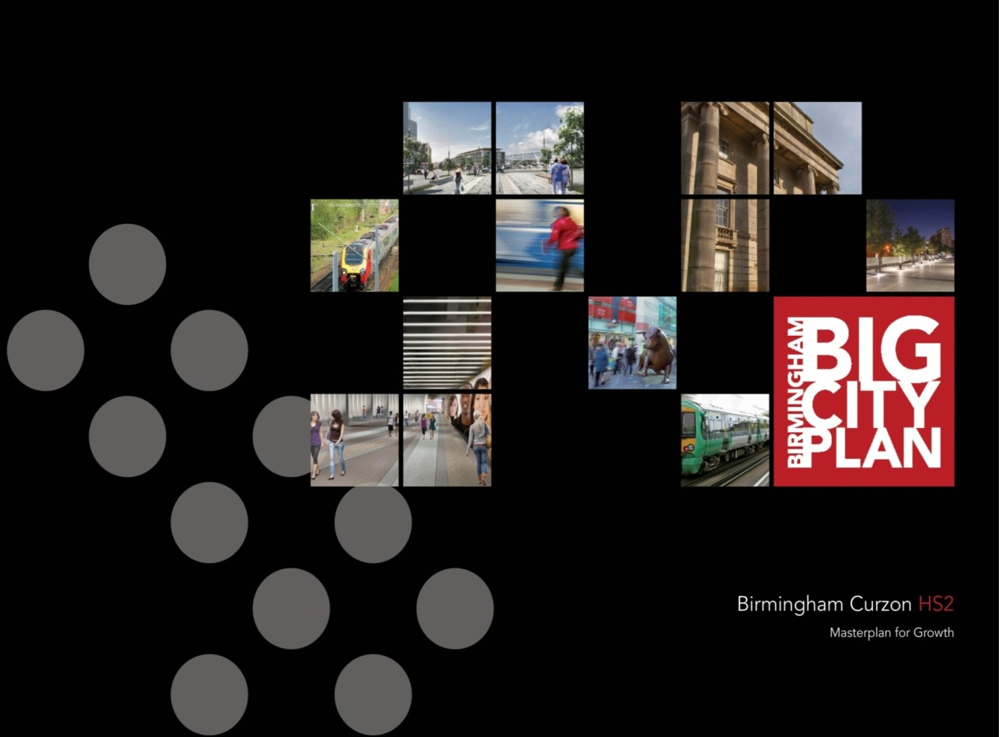 BIRMINGHAM
BIG
CITY
PLAN
Birmingham Curzon HS2
Masterplan for Growth